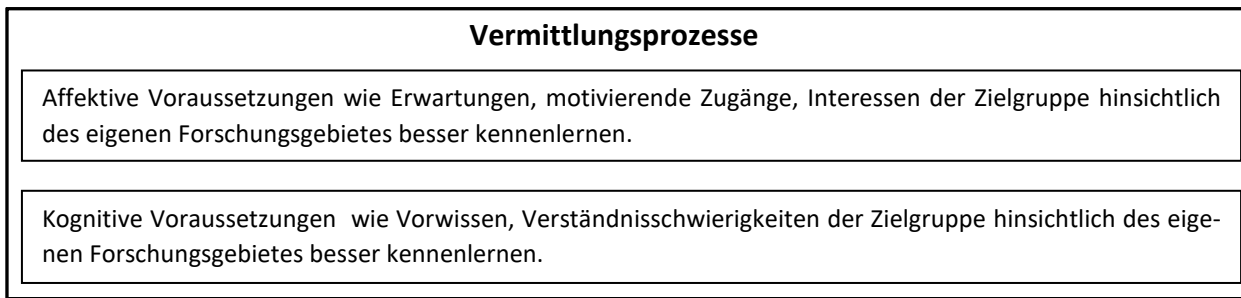 Vermittlungsprozesse
Affektive Voraussetzungen wie Erwartungen, motivierende Zugänge, Interessen der Zielgruppe hinsichtlich
des eigenen Forschungsgebietes besser kennenlernen.
Kognitive Voraussetzungen  wie Vorwissen, Verständnisschwierigkeiten der Zielgruppe hinsichtlich des eige-
nen Forschungsgebietes besser kennenlernen.